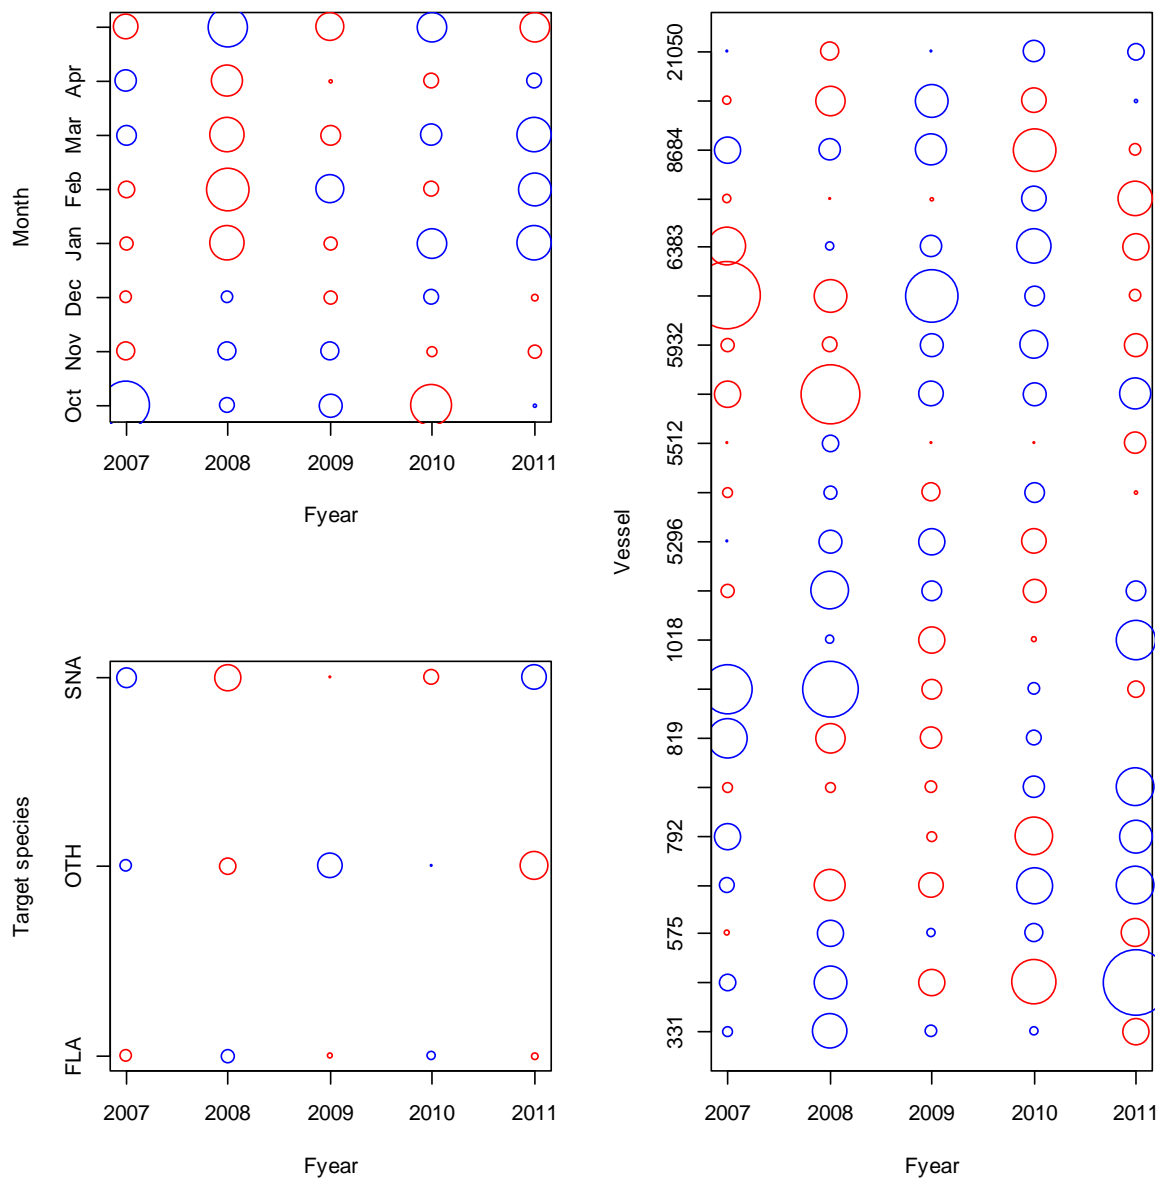 Month
Apr
Mar
Feb
Jan
Dec
Nov
Oct
2007 2008 2009 2010 2011
Fyear
Target species
SNA
OTH
FLA
2007 2008 2009 2010 2011
Fyear
Vessel
21050
8684
6383
5932
5512
5296
1018
819
792
575
331
2007 2008 2009 2010 2011
Fyear